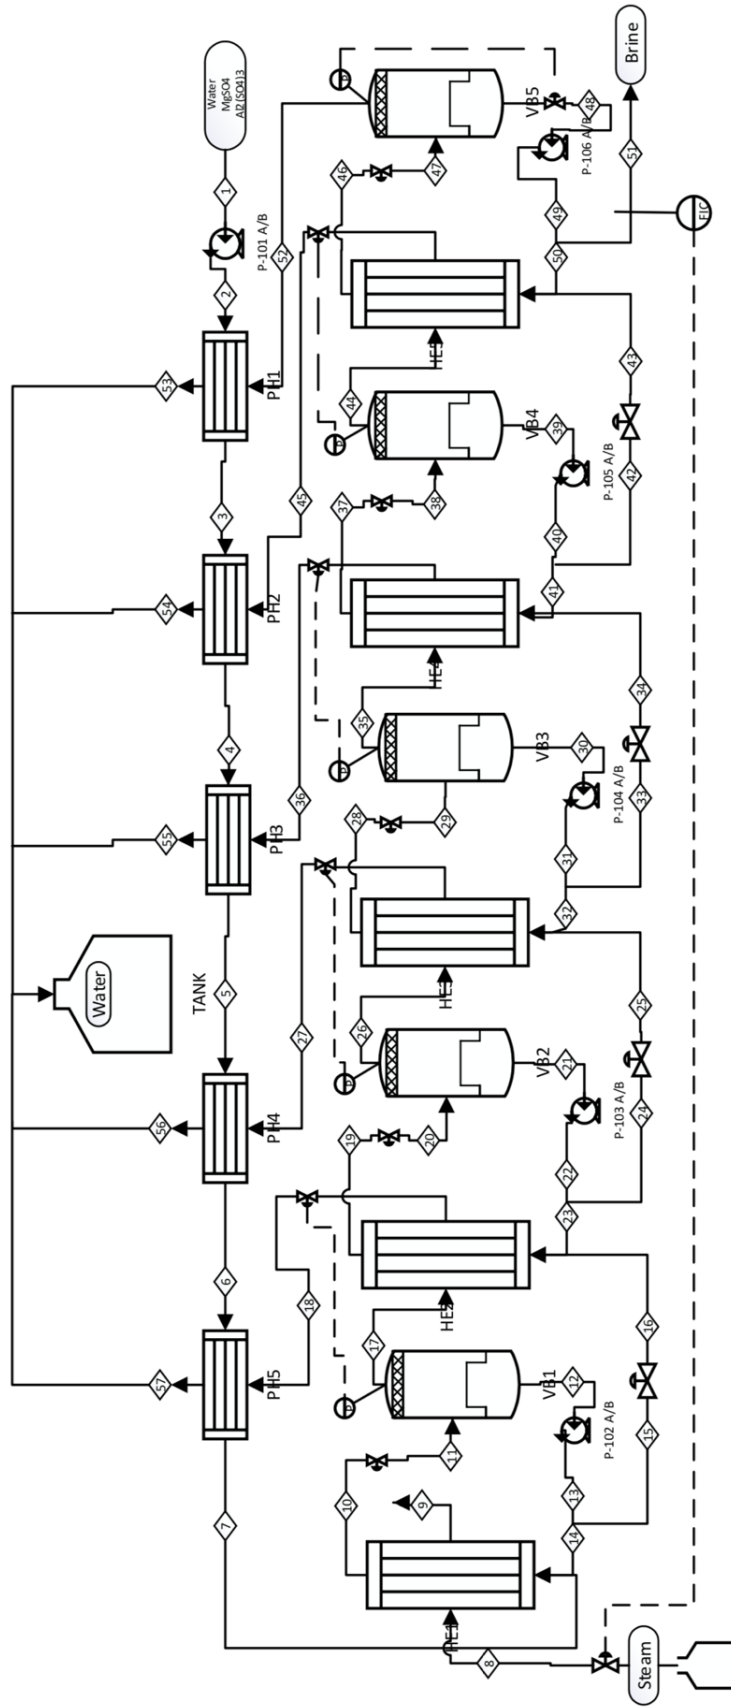 Water
MgSO4
Al2(SO4)3
1
P-101 A/B
2
PH1
53
52
3
PH2
54
45
4
PH3
55
36
5
TANK
Water
PH4
56
27
6
PH5
57
18
7
Brine
P
VB5
48
P-106 A/B
51
49
50
47
46
HE5
FIC
43
44
P
VB4
39
P-105 A/B
42
40
41
38
37
HE4
34
35
P
VB3
30
P-104 A/B
33
31
32
29
28
HE3
25
26
P
VB2
21
P-103 A/B
24
22
23
20
19
HE2
16
17
P
VB1
12
P-102 A/B
15
13
14
11
10
9
HE1
8
Steam